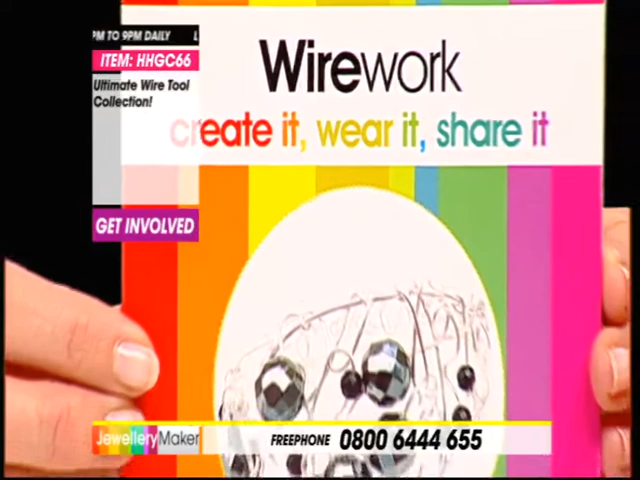 PM TO 9PM DAILY L
ITEM: HHGC66
Ultimate Wire Tool
Collection!
GET INVOLVED
Wirework
create it, wear it, share it
JewelleryMaker
FREEPHONE 0800 6444 655